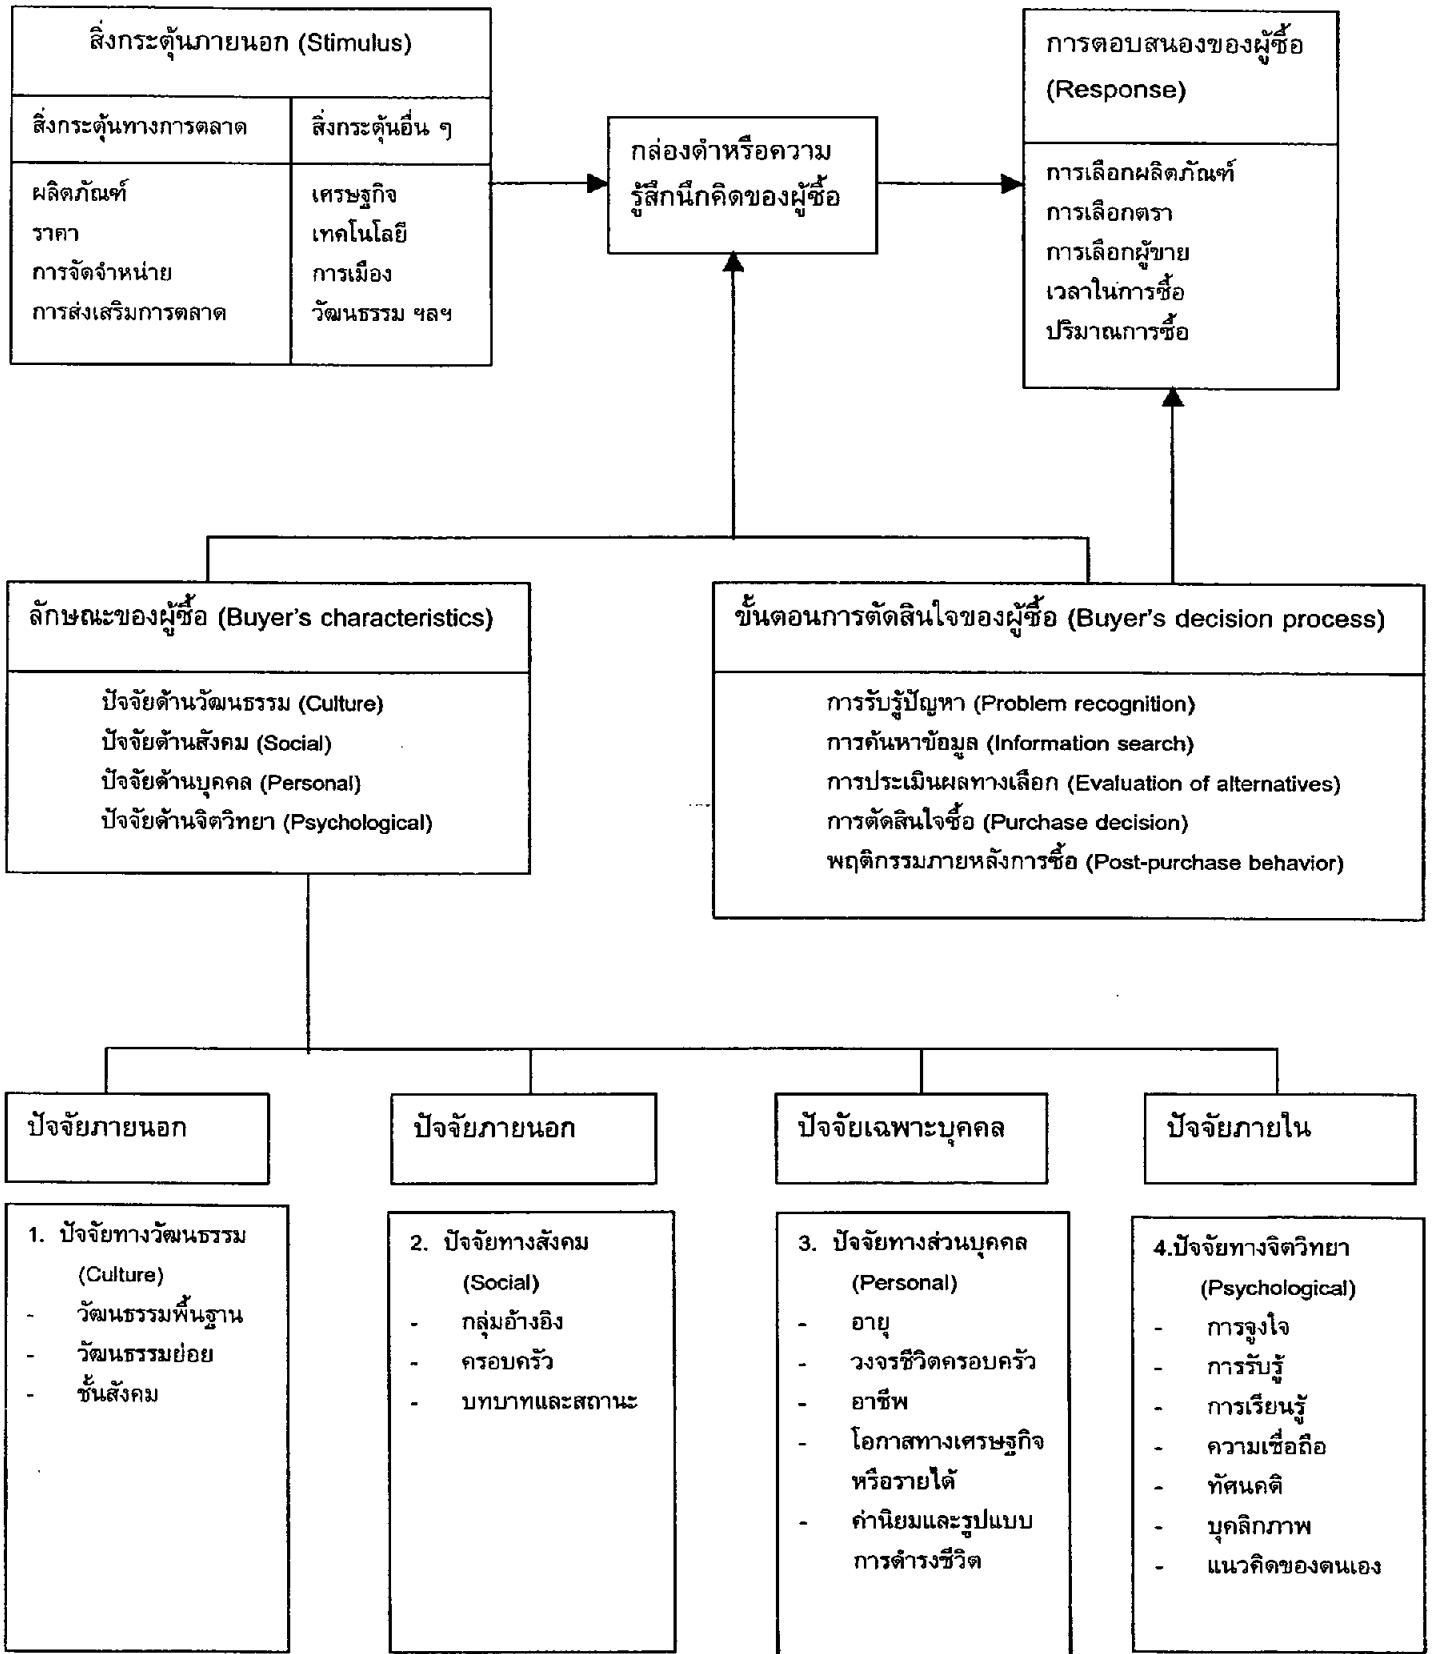 สิ่งกระตุ้นภายนอก (Stimulus)
สิ่งกระตุ้นทางการตลาด
สิ่งกระตุ้นอื่น ๆ
ผลิตภัณฑ์
ราคา
การจัดจำหน่าย
การส่งเสริมการตลาด
เศรษฐกิจ
เทคโนโลยี
การเมือง
วัฒนธรรม ฯลฯ
กล่องดำหรือความ
รู้สึกนึกคิดของผู้ซื้อ
การตอบสนองของผู้ซื้อ
(Response)
การเลือกผลิตภัณฑ์
การเลือกตรา
การเลือกผู้ขาย
เวลาในการซื้อ
ปริมาณการซื้อ
ลักษณะของผู้ซื้อ (Buyer's characteristics)
ปัจจัยด้านวัฒนธรรม (Culture)
ปัจจัยด้านสังคม (Social)
ปัจจัยด้านบุคคล (Personal)
ปัจจัยด้านจิตวิทยา (Psychological)
ขั้นตอนการตัดสินใจของผู้ซื้อ (Buyer's decision process)
การรับรู้ปัญหา (Problem recognition)
การค้นหาข้อมูล (Information search)
การประเมินผลทางเลือก (Evaluation of alternatives)
การตัดสินใจซื้อ (Purchase decision)
พฤติกรรมภายหลังการซื้อ (Post-purchase behavior)
ปัจจัยภายนอก
1. ปัจจัยทางวัฒนธรรม
(Culture)
- วัฒนธรรมพื้นฐาน
- วัฒนธรรมย่อย
- ชั้นสังคม
ปัจจัยภายนอก
2. ปัจจัยทางสังคม
(Social)
- กลุ่มอ้างอิง
- ครอบครัว
- บทบาทและสถานะ
ปัจจัยเฉพาะบุคคล
3. ปัจจัยทางส่วนบุคคล
(Personal)
- อายุ
- วงจรชีวิตครอบครัว
- อาชีพ
- โอกาสทางเศรษฐกิจ
หรือรายได้
- ค่านิยมและรูปแบบ
การดำรงชีวิต
ปัจจัยภายใน
4.ปัจจัยทางจิตวิทยา
(Psychological)
- การจูงใจ
- การรับรู้
- การเรียนรู้
- ความเชื่อถือ
- ทัศนคติ
- บุคลิกภาพ
- แนวคิดของตนเอง